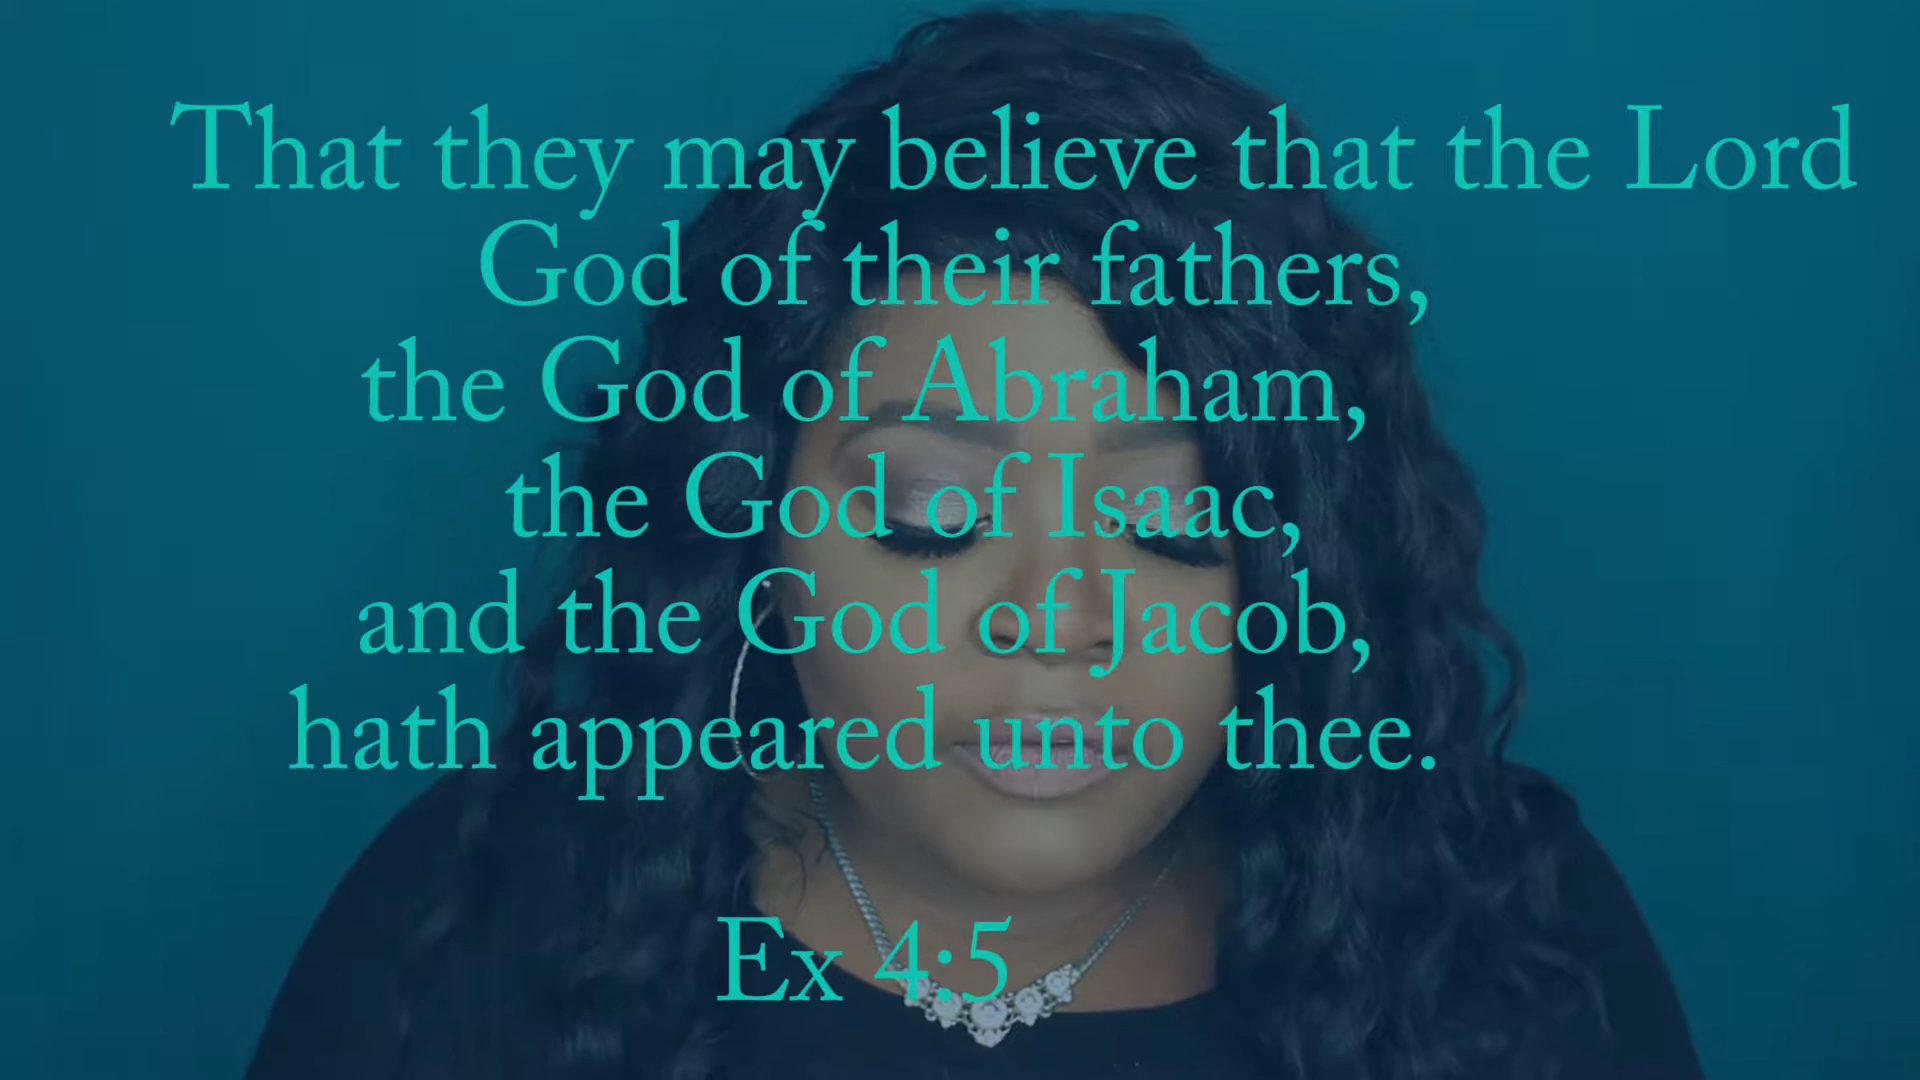 That they may believe that the Lord
God of their fathers,
the God of Abraham,
the God of Isaac,
and the God of Jacob,
hath appeared unto thee.
Ex 4:5